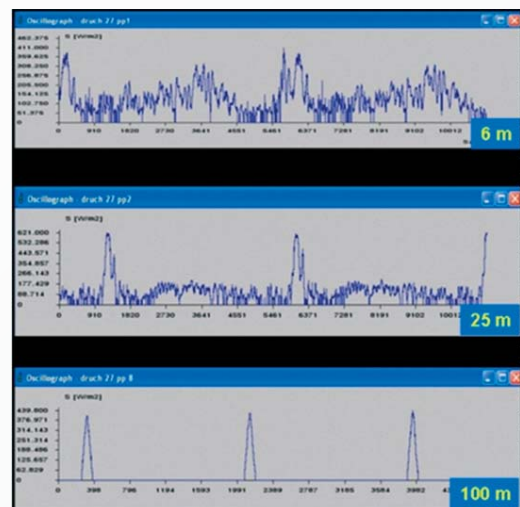 Oscillograph - druch 27 pp1
S [W/m2]
462.375
411.000
359.625
308.250
256.875
205.500
154.125
102.750
51.375
0
0 910 1820 2730 3641 4551 5461 6371 7281 8191 9102 10012
6 m
Oscillograph - druch 27 pp2
S [W/m2]
621.000
532.286
443.571
354.857
266.143
177.429
88.714
0
0 910 1820 2730 3641 4551 5461 6371 7281 8191 9102 10012
25 m
Oscillograph - druch 27 pp 8
S [W/m2]
439.800
376.971
314.143
251.314
188.486
125.657
62.829
0
0 398 796 1194 1593 1991 2389 2787 3185 3584 3982
100 m